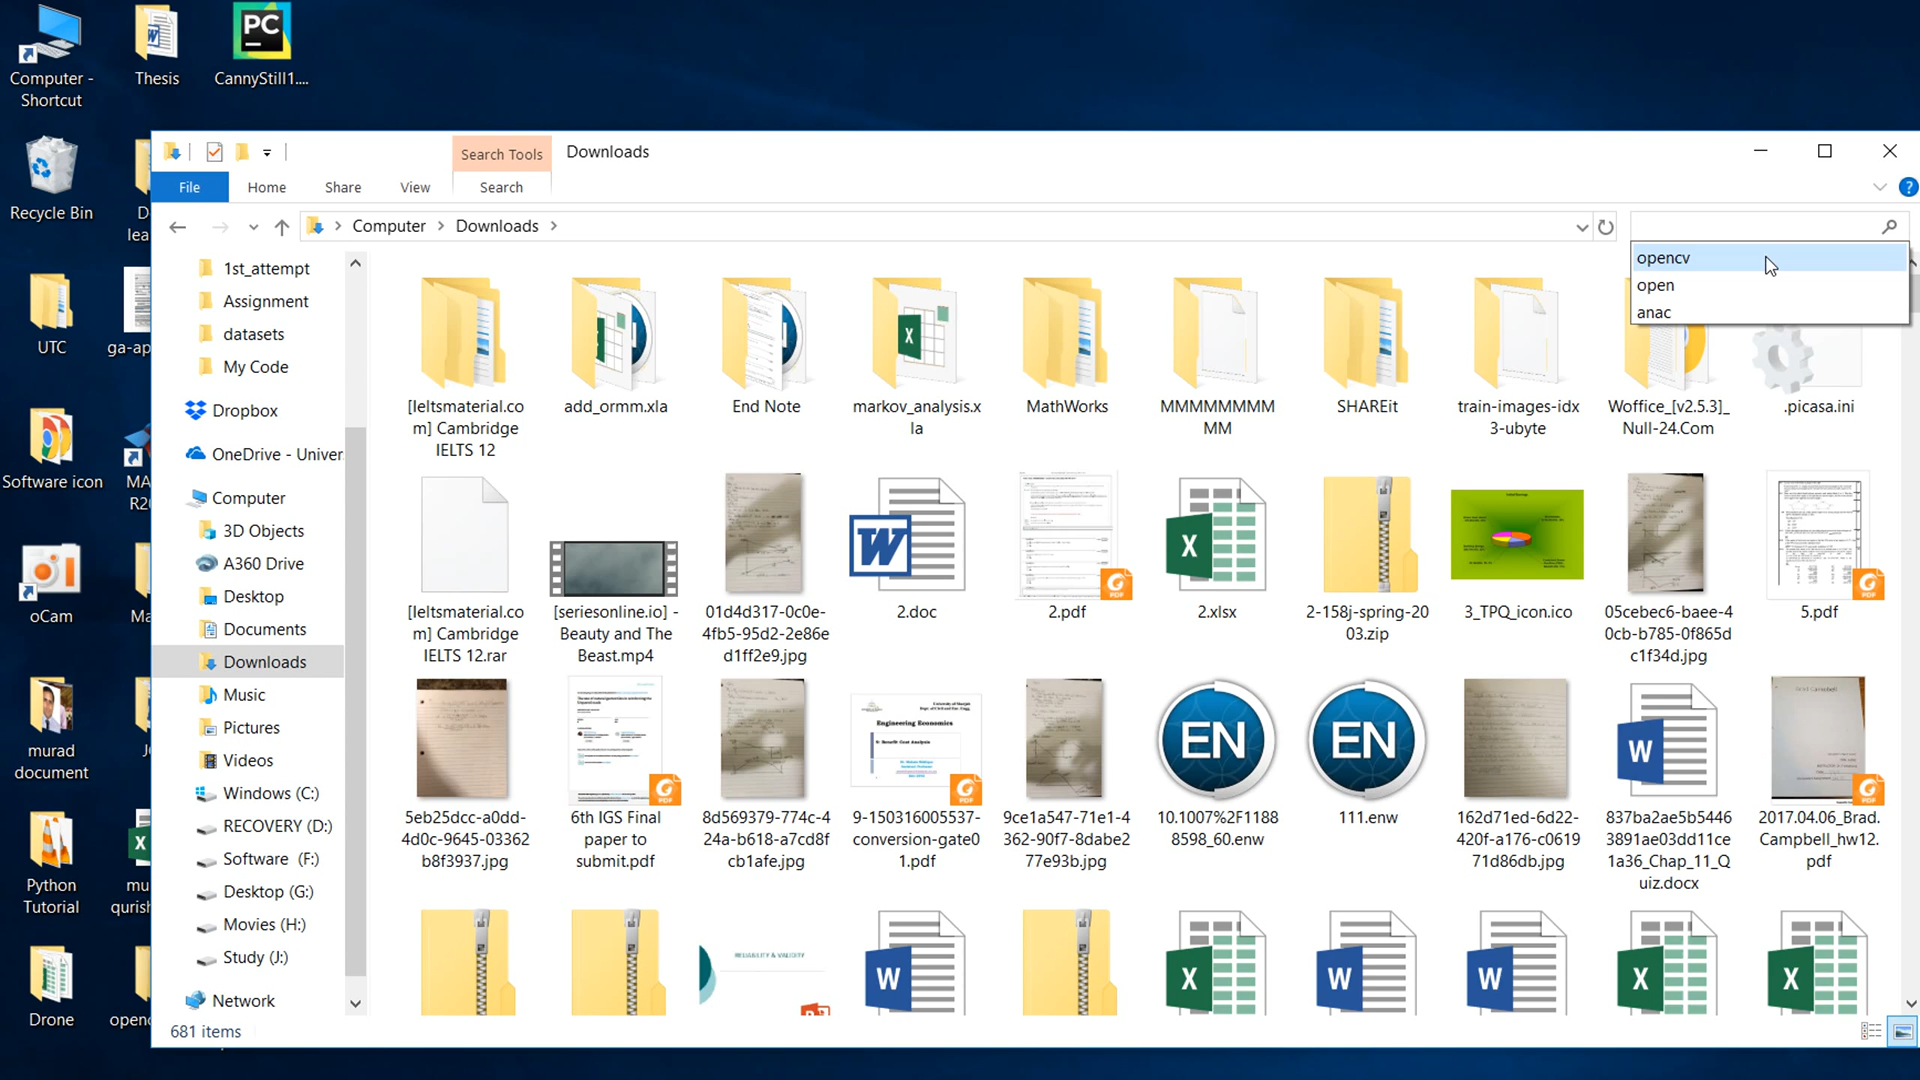 Computer -
Shortcut
Thesis
PC
CannyStill1....
Recycle Bin
UTC
Software icon
oCam
murad
document
Python
Tutorial
Drone
Search Tools
Downloads
File
Home
Share
View
Search
Computer
Downloads
opencv
open
anac
1st_attempt
Assignment
datasets
My Code
Dropbox
OneDrive - Univer
Computer
3D Objects
A360 Drive
Desktop
Documents
Downloads
Music
Pictures
Videos
Windows (C:)
RECOVERY (D:)
Software (F:)
Desktop (G:)
Movies (H:)
Study (J:)
Network
[Ieltsmaterial.co
m] Cambridge
IELTS 12
add_ormm.xla
End Note
markov_analysis.x
la
MathWorks
MMMMMMMM
MM
SHAREit
train-images-idx
3-ubyte
Woffice_[v2.5.3]_
Null-24.Com
.picasa.ini
[Ieltsmaterial.co
m] Cambridge
IELTS 12.rar
[seriesonline.io] -
Beauty and The
Beast.mp4
01d4d317-0c0e-
4fb5-95d2-2e86e
d1ff2e9.jpg
2.doc
2.pdf
2.xlsx
2-158j-spring-20
03.zip
3_TPQ_icon.ico
05cebec6-baee-4
0cb-b785-0f865d
c1f34d.jpg
5.pdf
5eb25dcc-a0dd-
4d0c-9645-03362
b8f3937.jpg
6th IGS Final
paper to
submit.pdf
8d569379-774c-4
24a-b618-a7cd8f
cb1afe.jpg
Engineering Economics
9-150316005537-
conversion-gate0
1.pdf
9ce1a547-71e1-4
362-90f7-8dabe2
77e93b.jpg
EN
10.1007%2F1188
8598_60.enw
EN
111.enw
162d71ed-6d22-
420f-a176-c0619
71d86db.jpg
837ba2ae5b5446
3891ae03dd11ce
1a36_Chap_11_Q
uiz.docx
2017.04.06_Brad.
Campbell_hw12.
pdf
RELIABILITY & VALIDITY
681 items